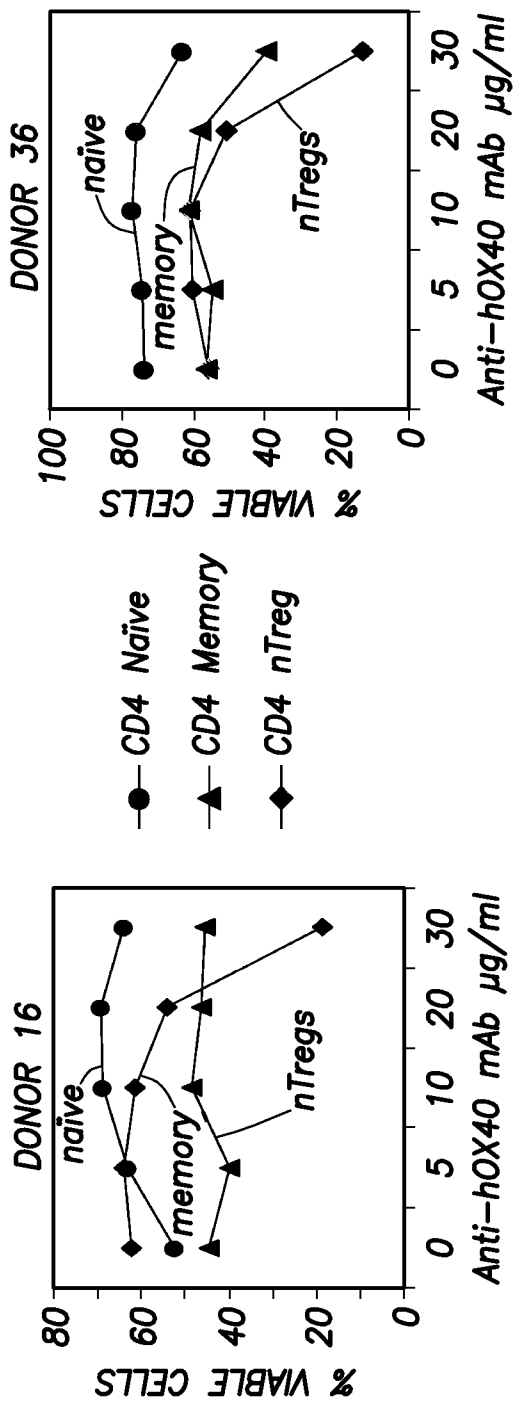 DONOR 16
% VIABLE CELLS
80
60
40
20
0
naïve
memory
nTregs
0 5 10 20 30
Anti-hOX40 mAb µg/ml
CD4 Naïve
CD4 Memory
CD4 nTreg
DONOR 36
% VIABLE CELLS
100
80
60
40
20
0
naïve
memory
nTregs
0 5 10 20 30
Anti-hOX40 mAb µg/ml